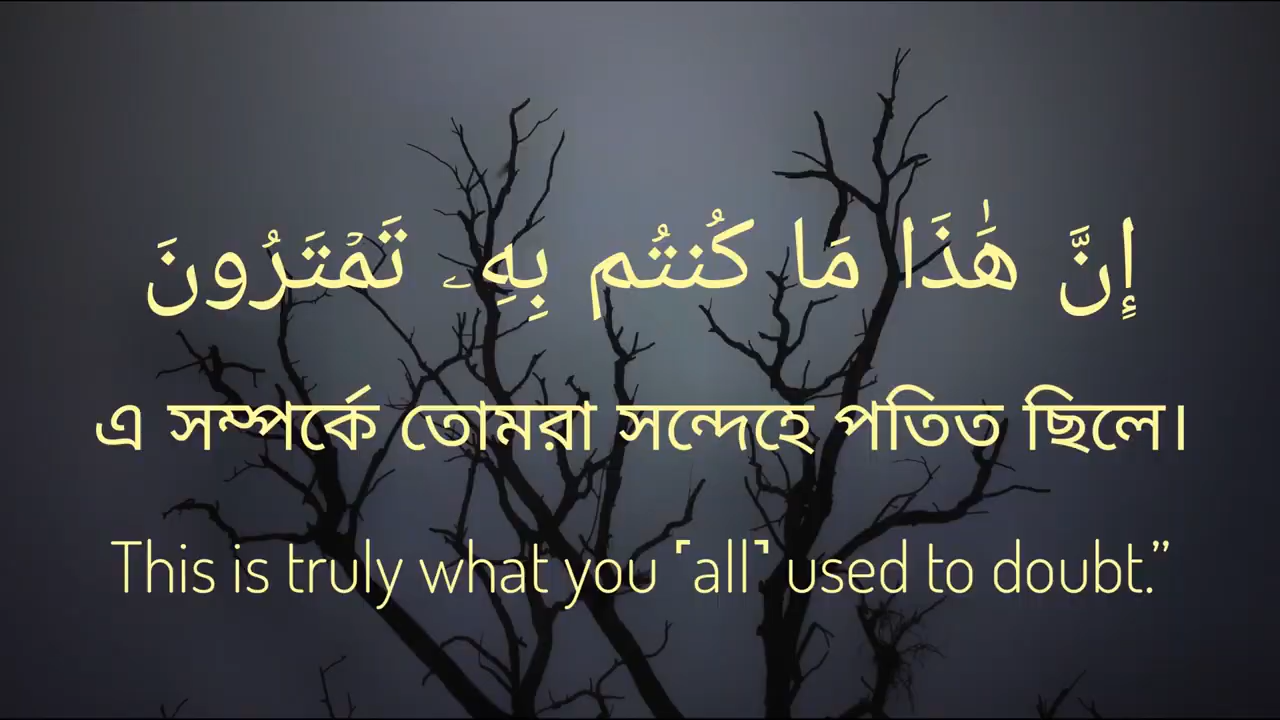 إِنَّ هَٰذَا مَا كُنتُم بِهِۦ تَمْتَرُونَ
এ সম্পর্কে তোমরা সন্দেহে পতিত ছিলে।
This is truly what you ˹all˺ used to doubt.”